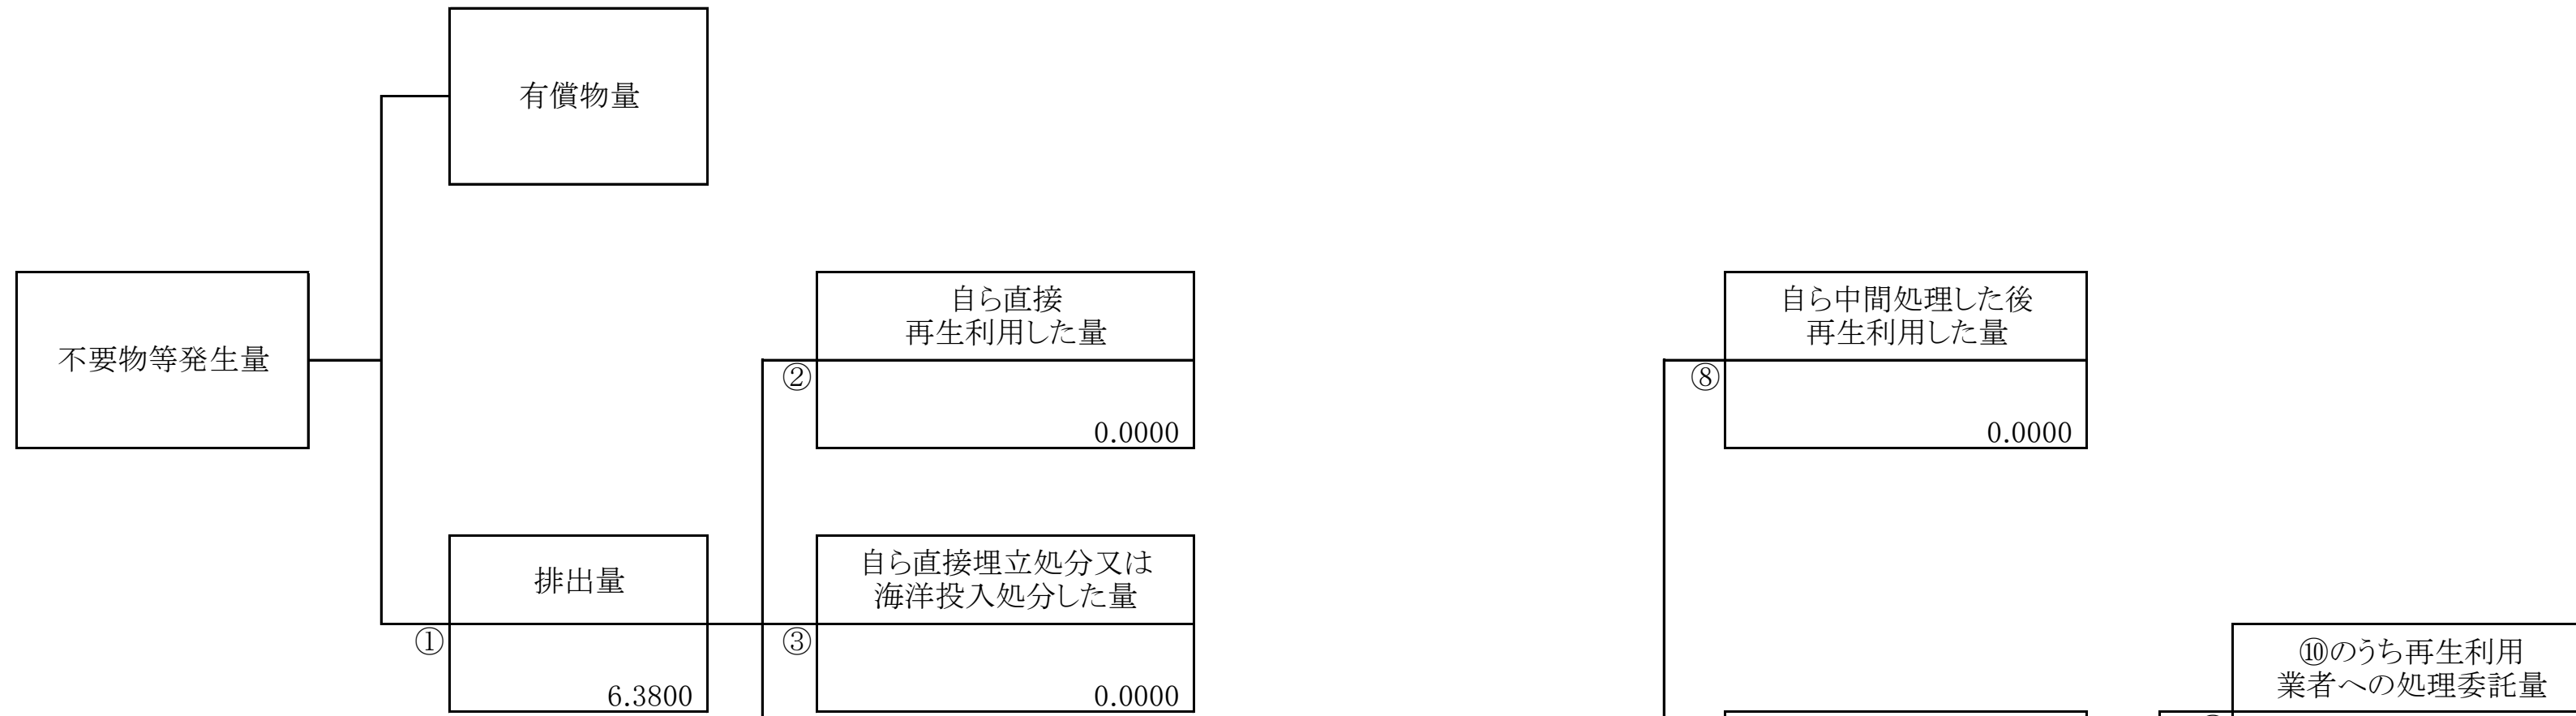 有償物量
不要物等発生量
自ら直接
再生利用した量
②
0.0000
自ら中間処理した後
再生利用した量
⑧
0.0000
排出量
①
6.3800
自ら直接埋立処分又は
海洋投入処分した量
③
0.0000
⑩のうち再生利用
業者への処理委託量